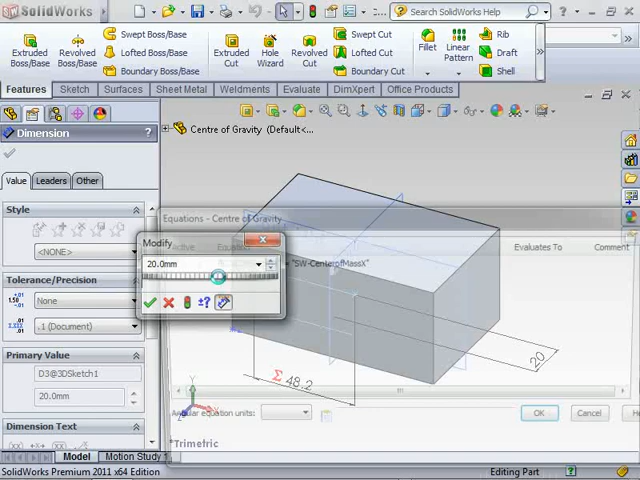 SolidWorks
Search SolidWorks Help
Extruded Boss/Base
Revolved Boss/Base
Swept Boss/Base
Lofted Boss/Base
Boundary Boss/Base
Extruded Cut
Hole Wizard
Revolved Cut
Swept Cut
Lofted Cut
Boundary Cut
Fillet
Linear Pattern
Rib
Draft
Shell
Features
Sketch
Surfaces
Sheet Metal
Weldments
Evaluate
DimXpert
Office Products
Dimension
?
Centre of Gravity (Default<...
Value
Leaders
Other
Style
<NONE>
Tolerance/Precision
None
.1 (Document)
Primary Value
D3@3DSketch1
20.0mm
Dimension Text
Equations - Centre of Gravity
Active
Evaluates To
Comment
"SW-CenterofMassX"
Modify
20.0mm
±?
Σ 48.2
20
Angular equation units:
OK
Cancel
*Trimetric
Model
Motion Study 1
SolidWorks Premium 2011 x64 Edition
Editing Part